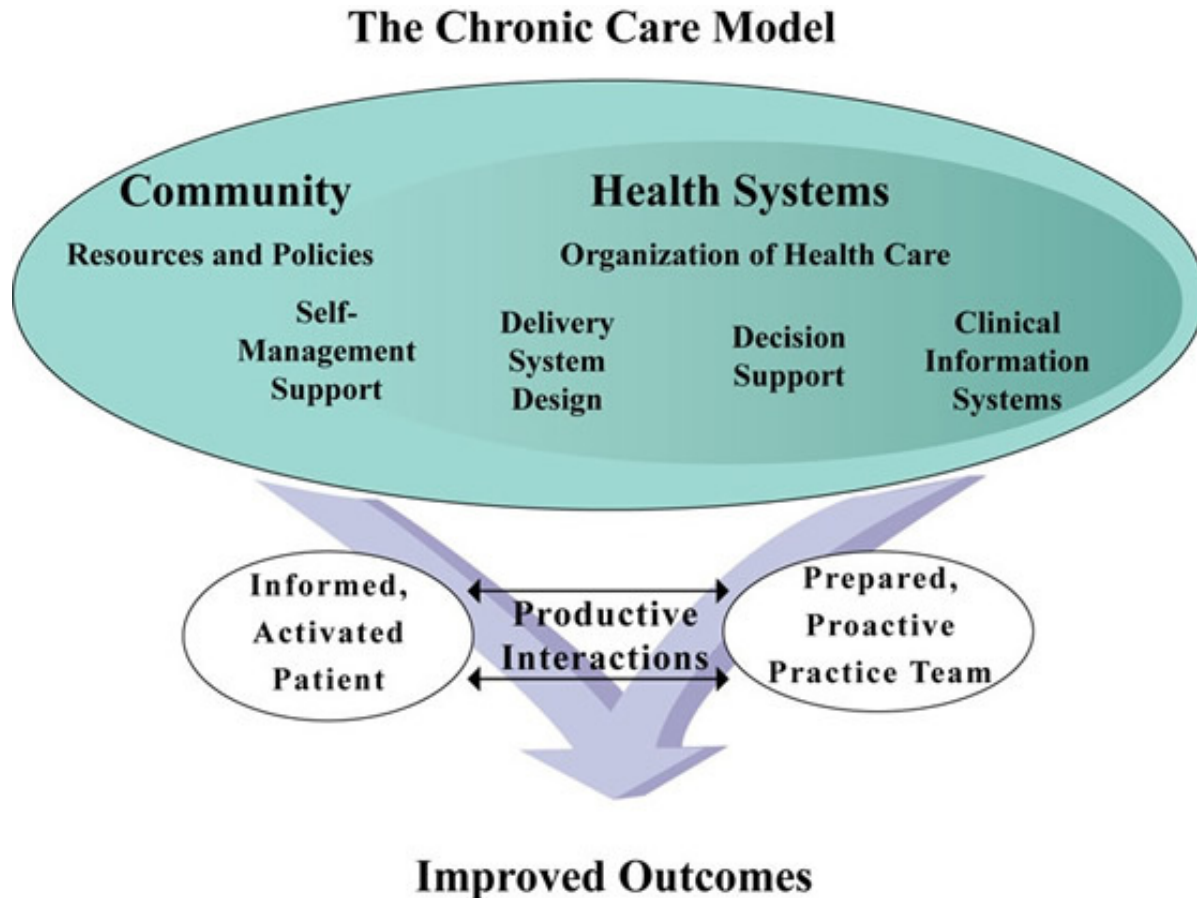 The Chronic Care Model
Community
Resources and Policies
Health Systems
Organization of Health Care
Self-
Management
Support
Delivery
System
Design
Decision
Support
Clinical
Information
Systems
Informed,
Activated
Patient
Productive
Interactions
Prepared,
Proactive
Practice Team
Improved Outcomes